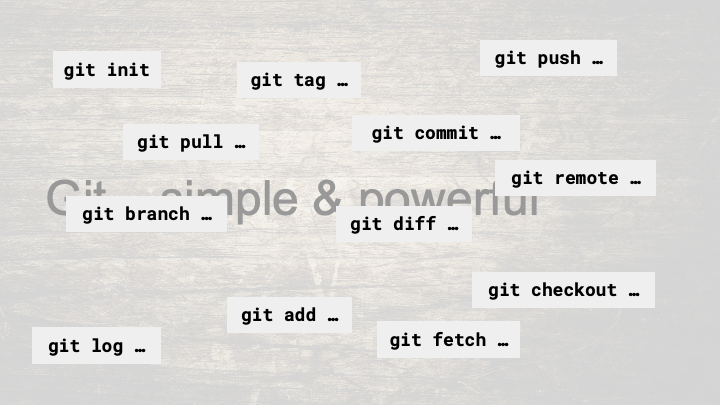 git init
git tag …
git push …
git pull …
git commit …
git remote …
Git – simple & powerful
git branch …
git diff …
git checkout …
git add …
git fetch …
git log …